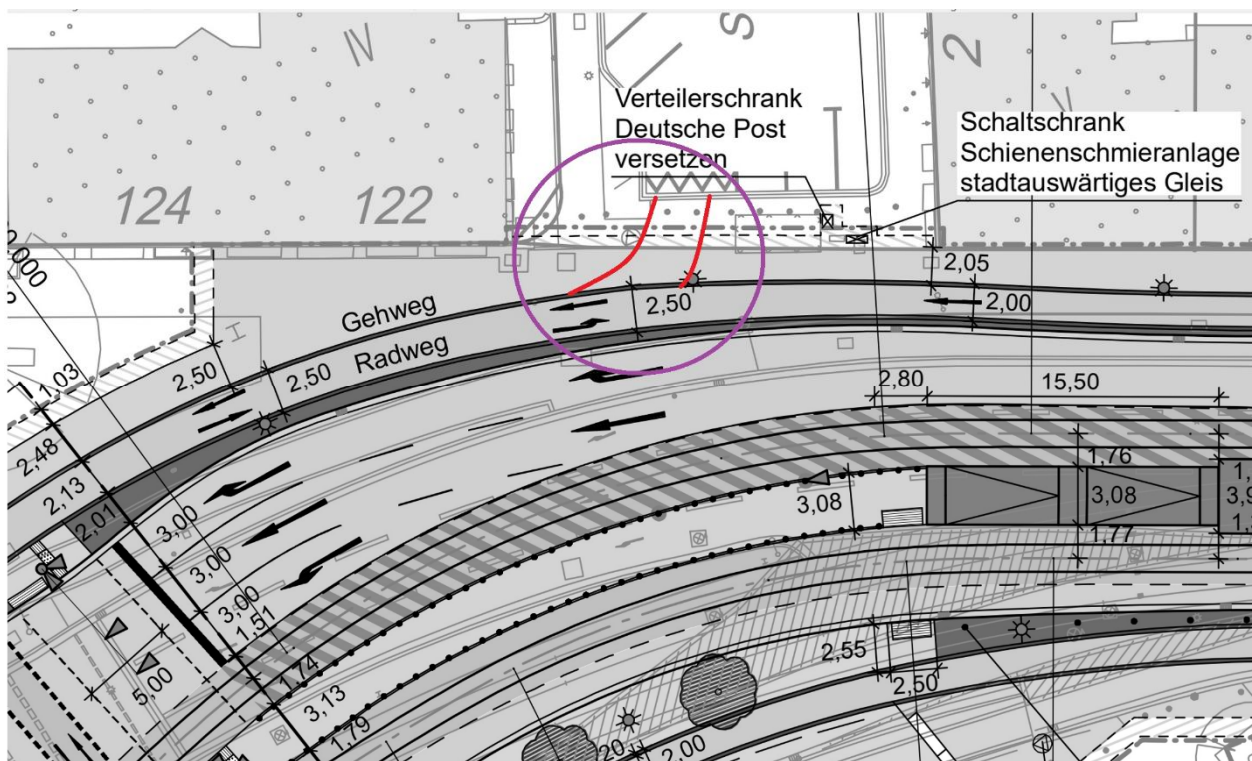 IV
S
2
V
Verteilerschrank
Deutsche Post
versetzen
Schaltschrank
Schienenschmieranlage
stadtauswärtiges Gleis
124
122
2,05
2,50
2,00
Gehweg
Radweg
1,03
2,50
2,50
2,80
15,50
2,48
2,13
2,01
3,00
3,00
3,00
1,51
1,76
3,08
3,08
1,77
1,74
3,13
1,79
5,00
2,55
2,50
2,00